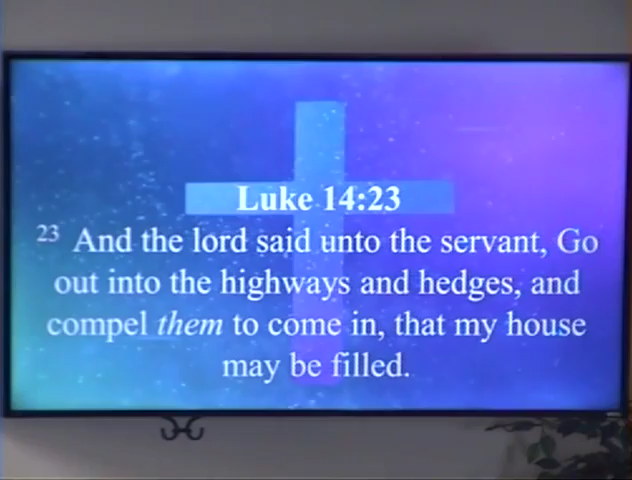 Luke 14:23
23 And the lord said unto the servant, Go
out into the highways and hedges, and
compel them to come in, that my house
may be filled.